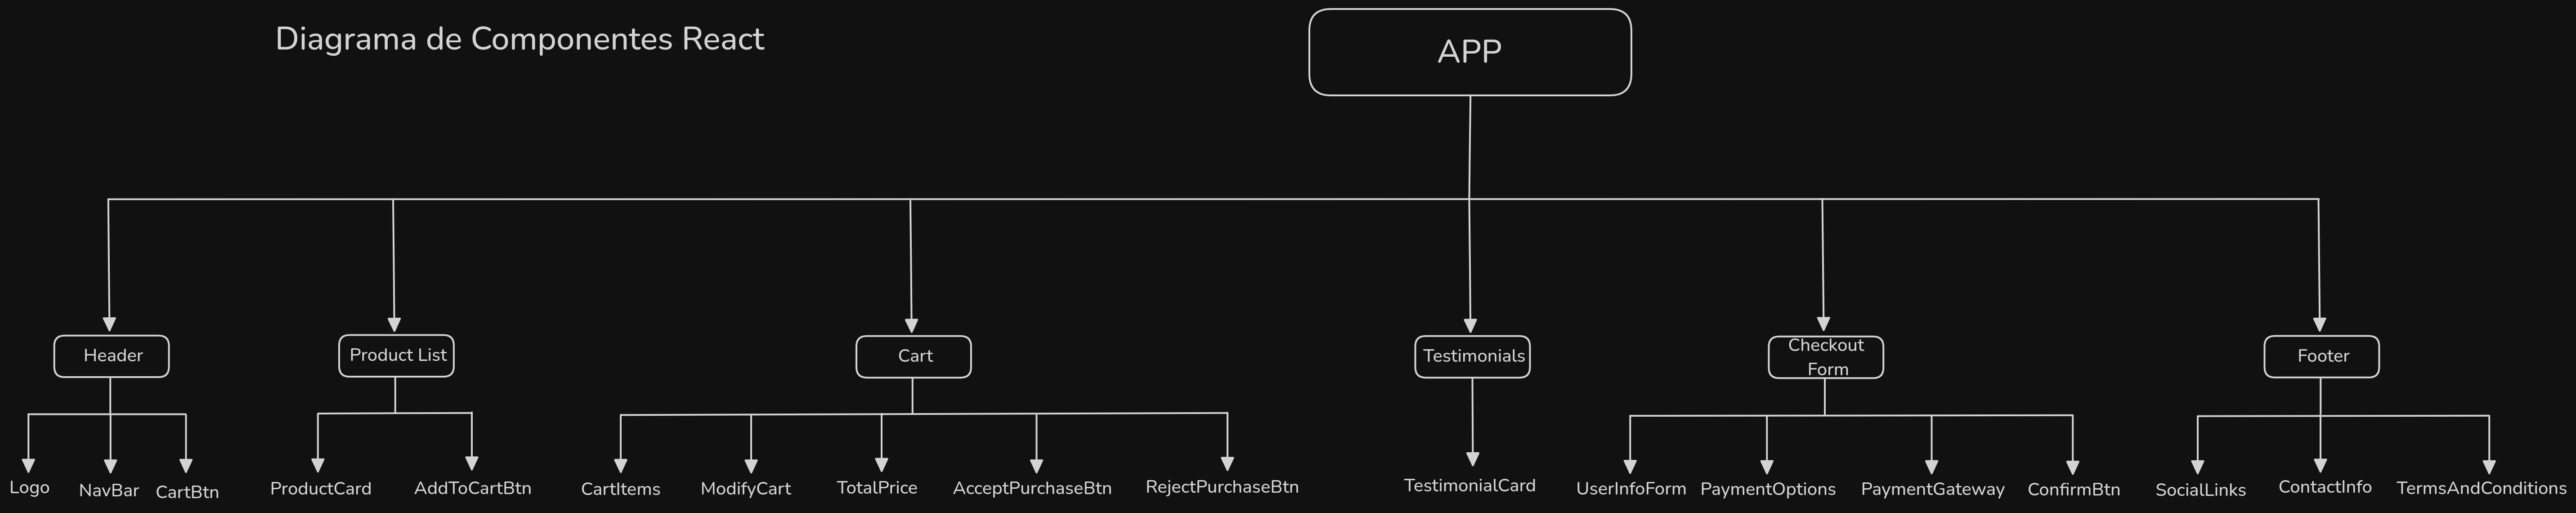 Diagrama de Componentes React
APP
Header
Product List
Cart
Testimonials
Checkout
Form
Footer
Logo
NavBar
CartBtn
ProductCard
AddToCartBtn
CartItems
ModifyCart
TotalPrice
AcceptPurchaseBtn
RejectPurchaseBtn
TestimonialCard
UserInfoForm
PaymentOptions
PaymentGateway
ConfirmBtn
SocialLinks
ContactInfo
TermsAndConditions